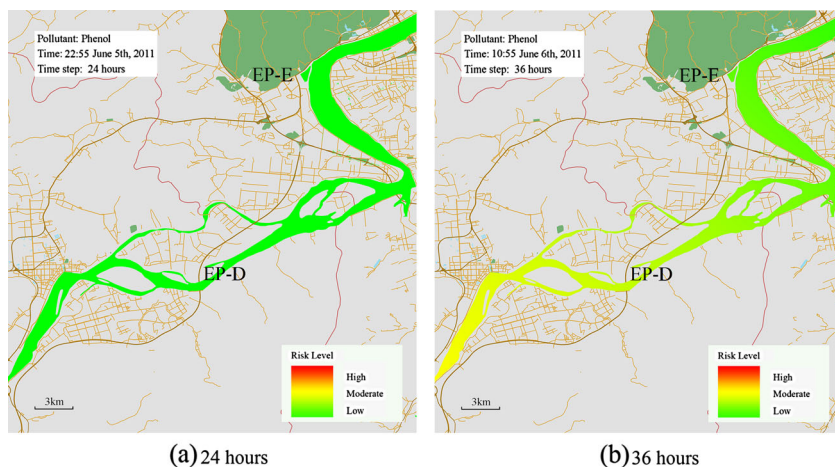 Pollutant: Phenol
Time: 22:55 June 5th, 2011
Time step: 24 hours
EP-E
EP-D
Risk Level
High
Moderate
Low
3km
(a) 24 hours
Pollutant: Phenol
Time: 10:55 June 6th, 2011
Time step: 36 hours
EP-E
EP-D
Risk Level
High
Moderate
Low
3km
(b) 36 hours